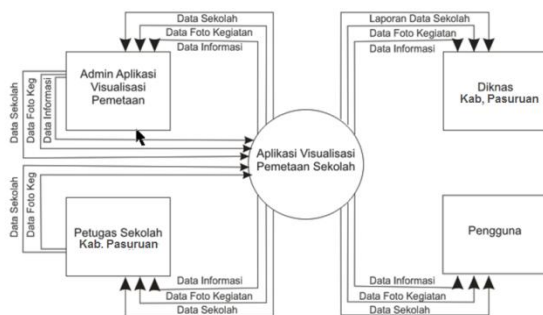 Data Sekolah
Data Foto Kegiatan
Data Informasi
Laporan Data Sekolah
Data Foto Kegiatan
Data Informasi
Admin Aplikasi
Visualisasi
Pemetaan
Diknas
Kab, Pasuruan
Data Sekolah
Data Foto Keg
Data Informasi
Aplikasi Visualisasi
Pemetaan Sekolah
Data Sekolah
Data Foto Keg
Petugas Sekolah
Kab. Pasuruan
Pengguna
Data Informasi
Data Foto Kegiatan
Data Sekolah
Data Informasi
Data Foto Kegiatan
Data Sekolah